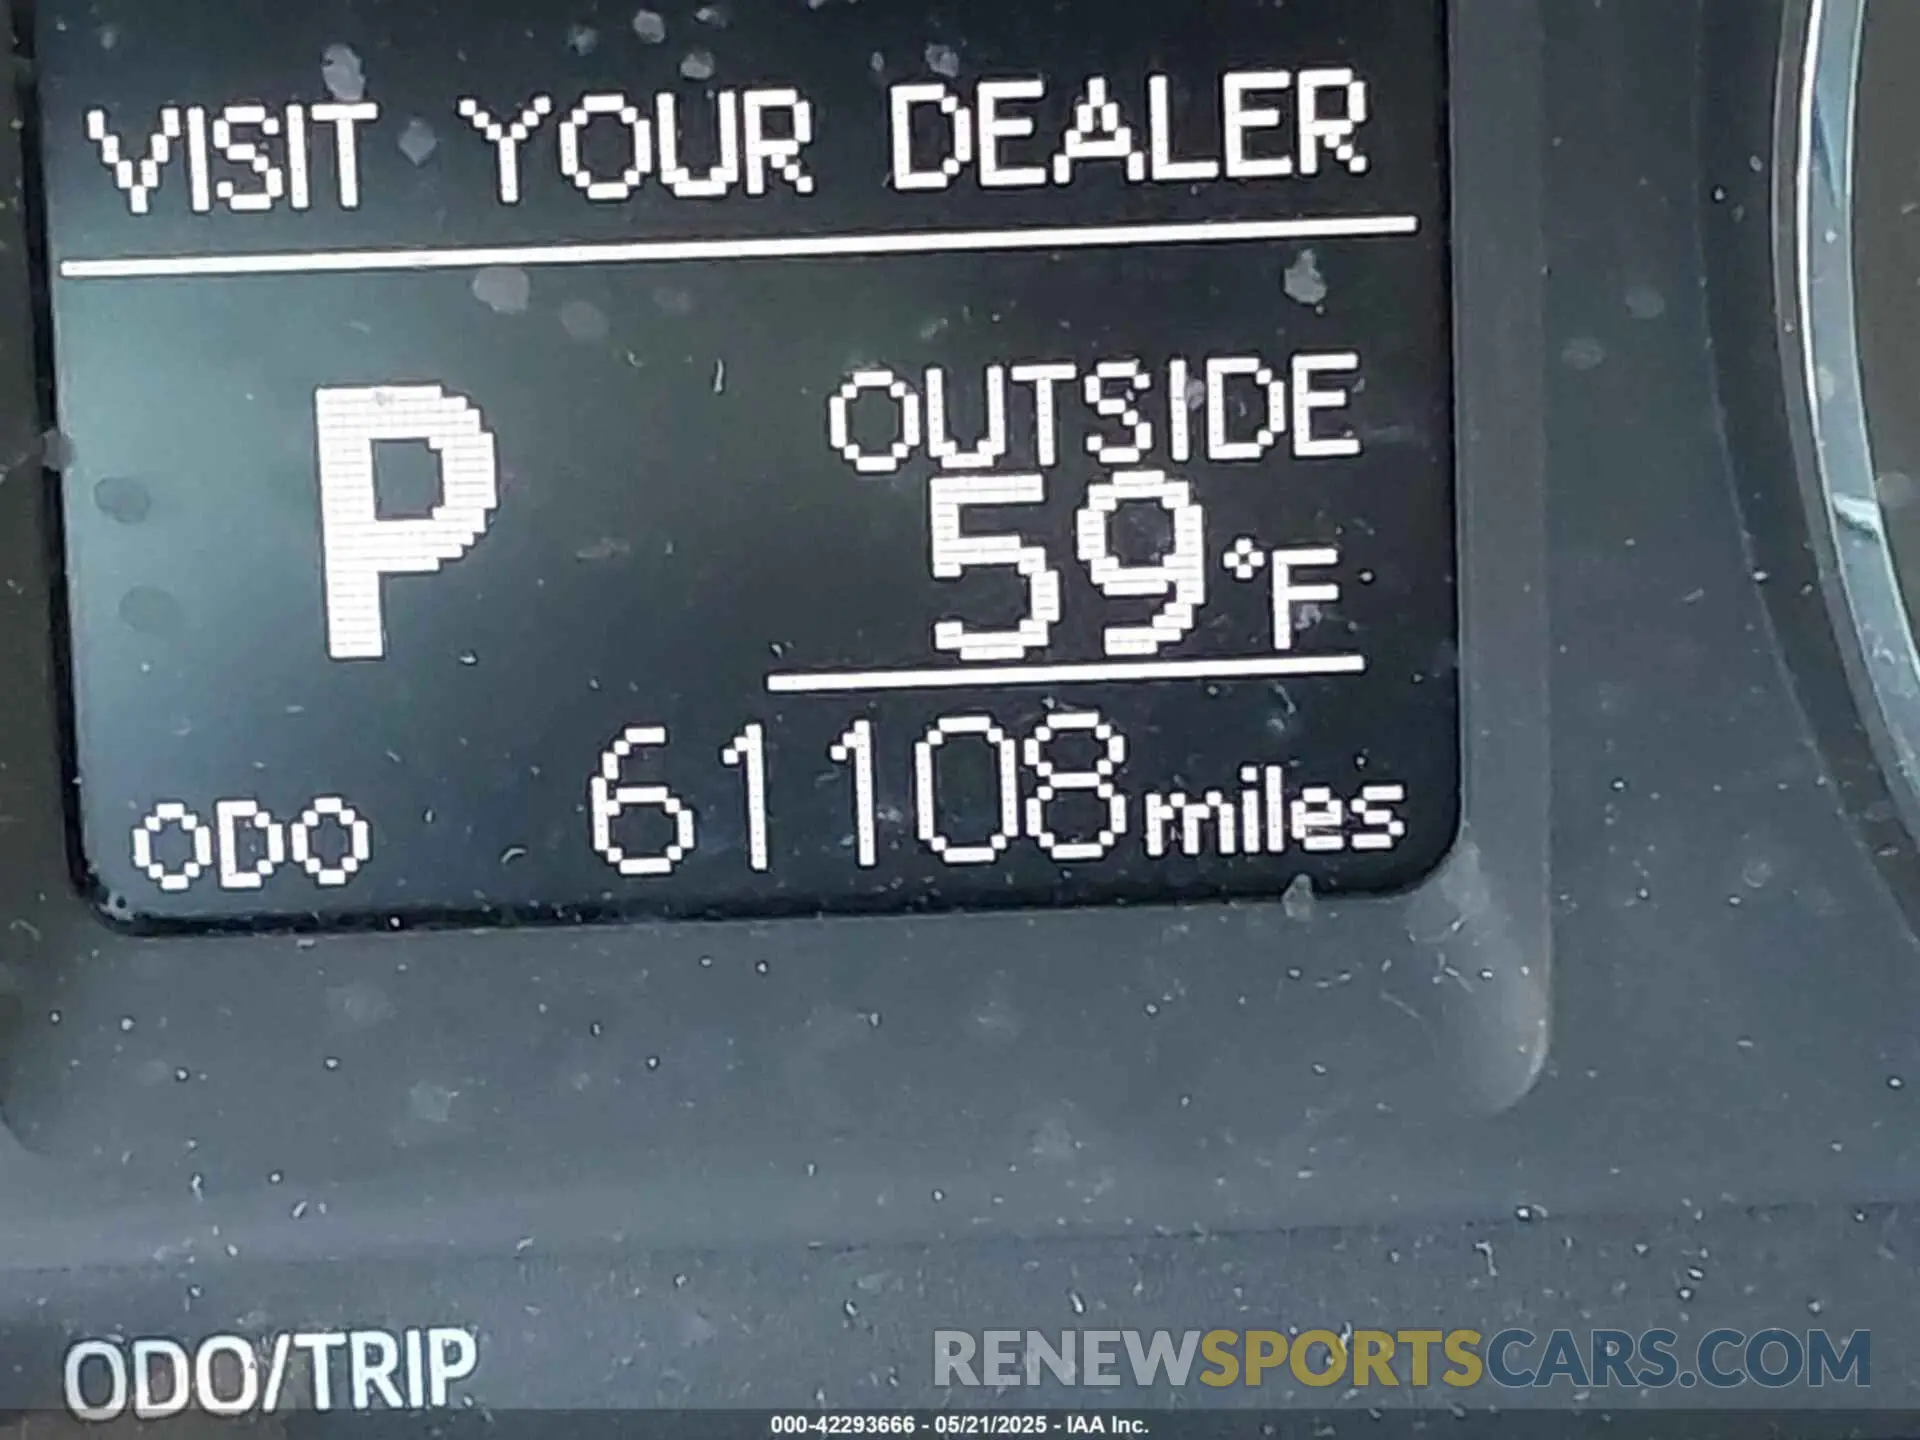 VISIT YOUR DEALER
P
OUTSIDE
59°F
ODO 61108 miles
ODO/TRIP
RENEWSPORTSCARS.COM
000-42293666 - 05/21/2025 - IAA Inc.